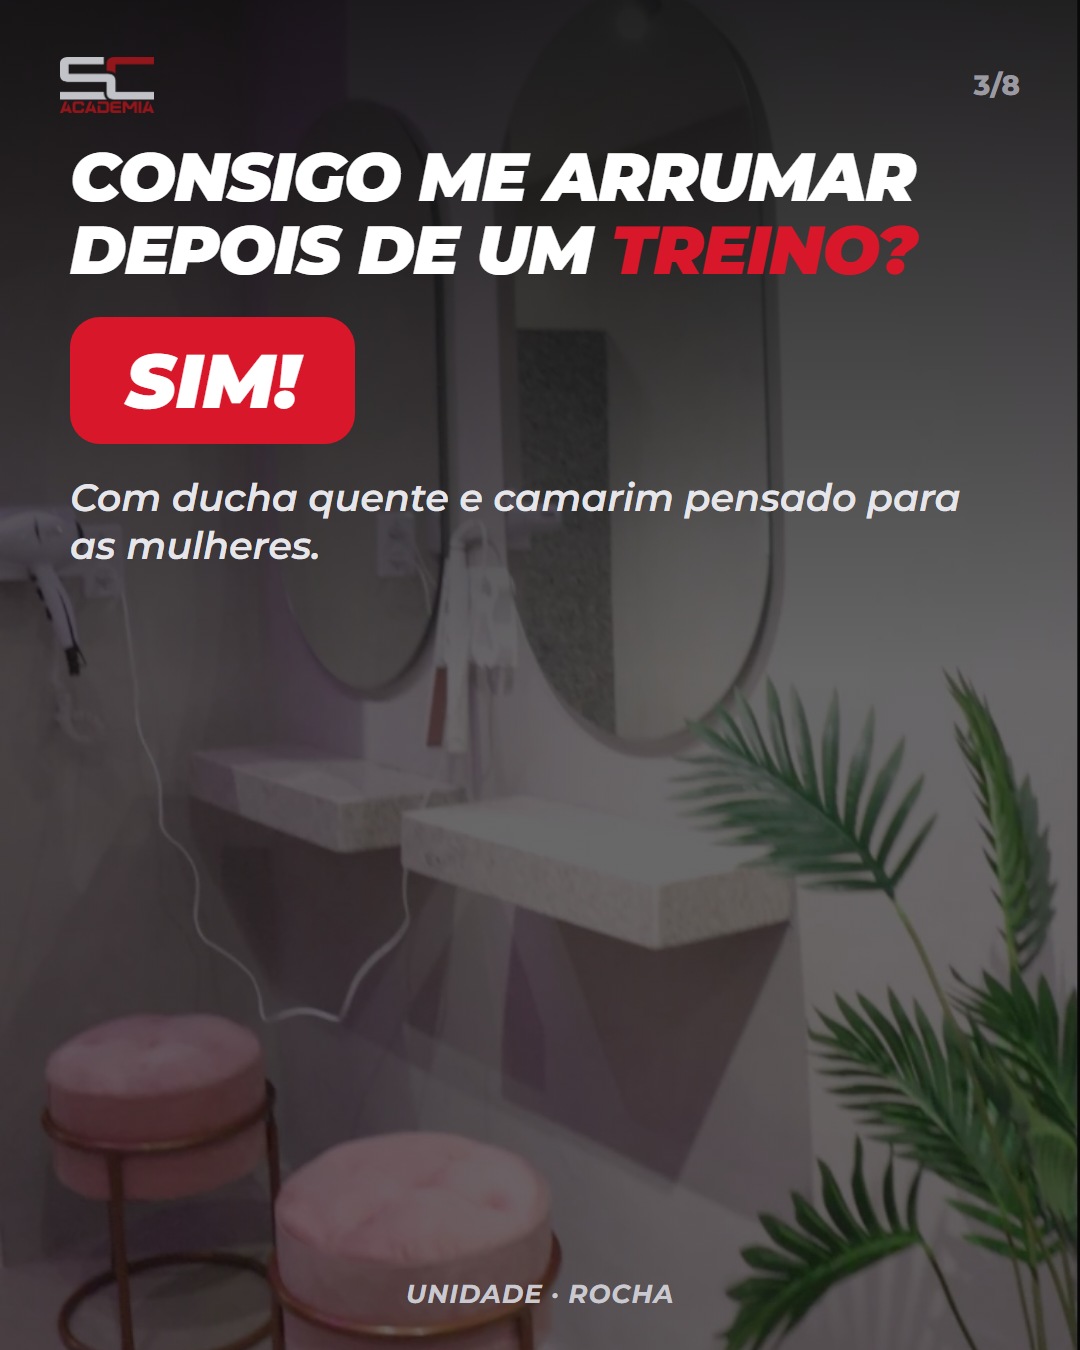 SC
ACADEMIA
3/8
CONSIGO ME ARRUMAR
DEPOIS DE UM TREINO?
SIM!
Com ducha quente e camarim pensado para
as mulheres.
UNIDADE · ROCHA